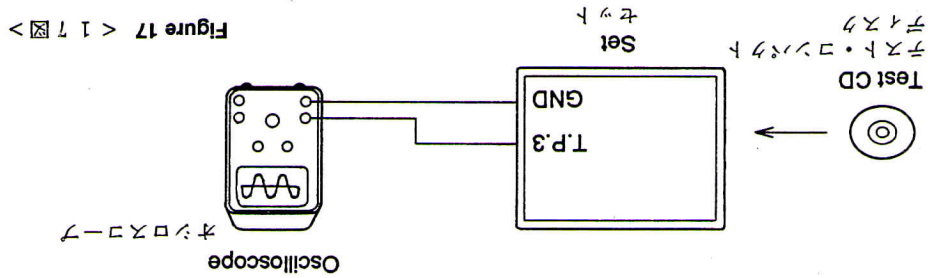 Oscilloscope
オシロスコープ
Test CD
テスト・コンパクト
ディスク
T.P.3
GND
Set
セット
Figure 17 <17図>